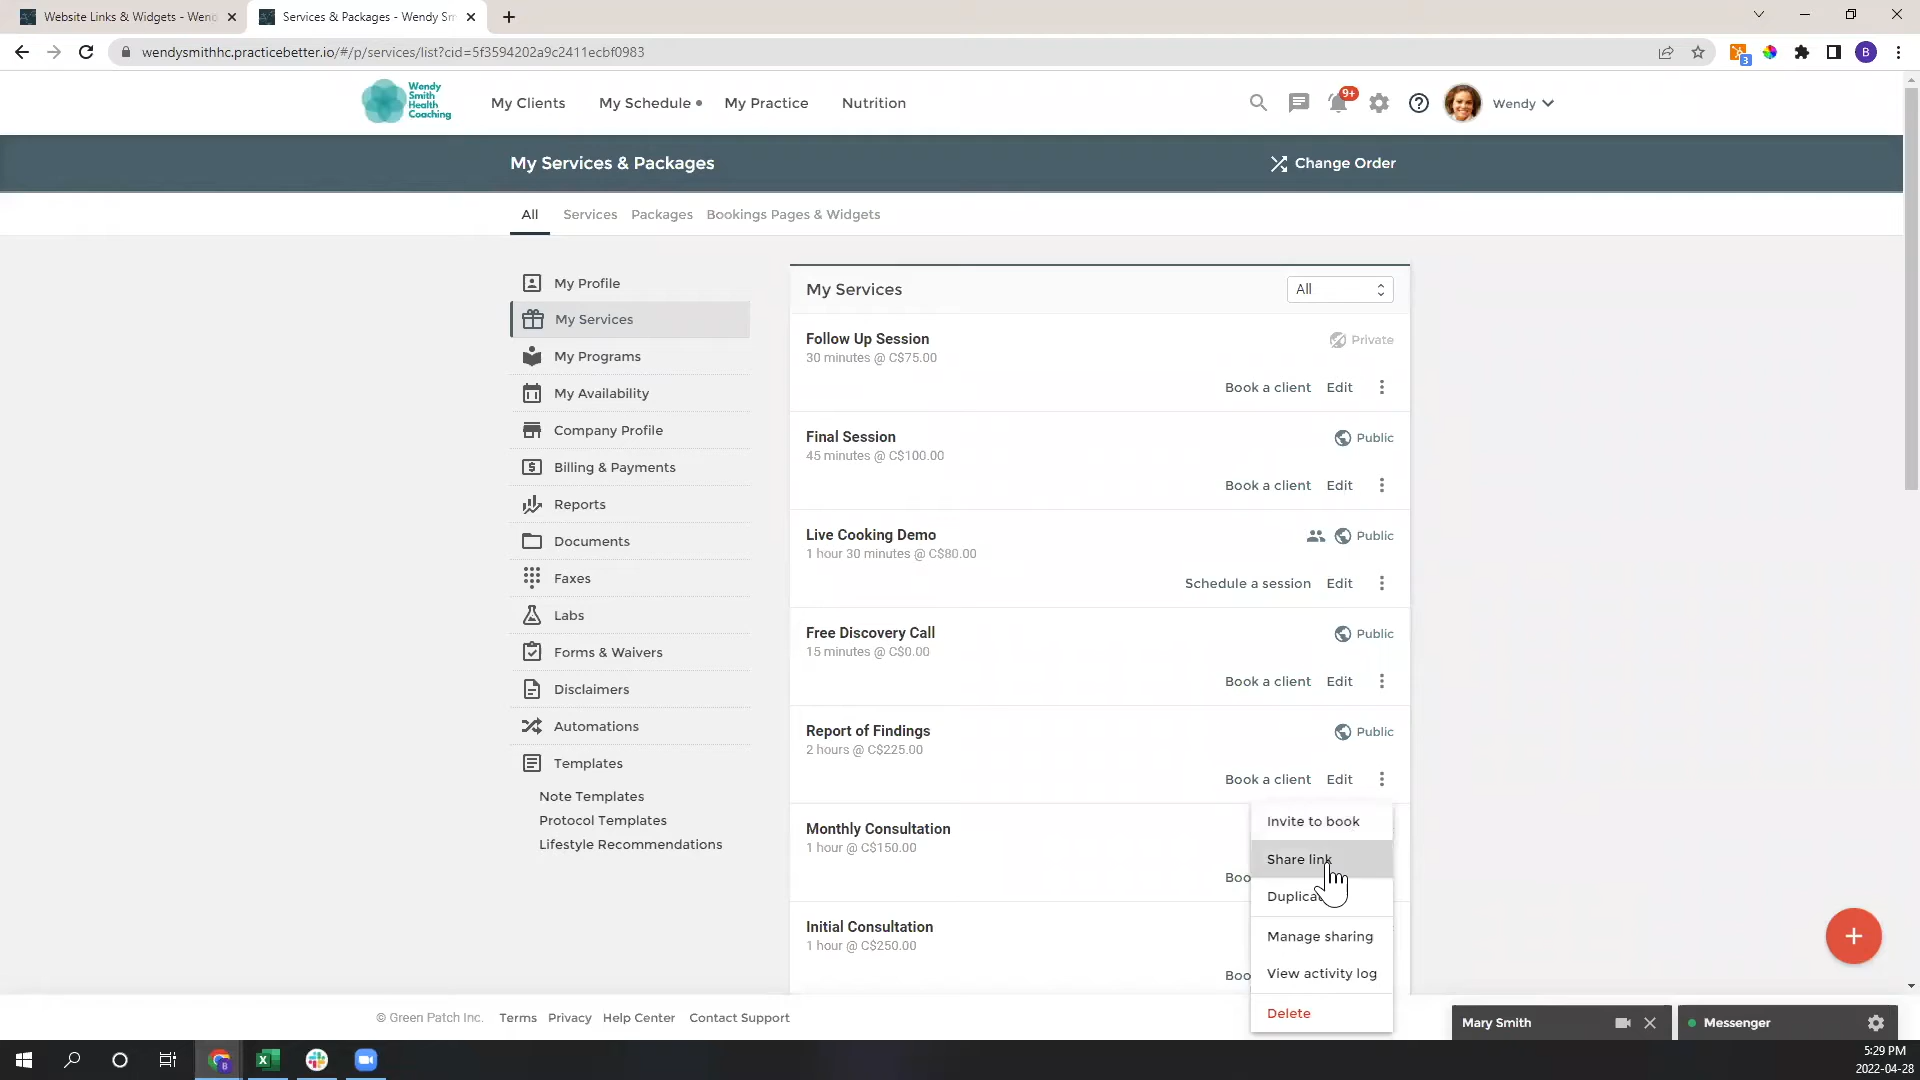 Website Links & Widgets - Wend
Services & Packages - Wendy Sm
wendysmithhc.practicebetter.io/#/p/services/list?cid=5f3594202a9c2411ecbf0983
3
B
Wendy
Smith
Health
Coaching
My Clients
My Schedule
My Practice
Nutrition
9+
Wendy
My Services & Packages
Change Order
All
Services
Packages
Bookings Pages & Widgets
My Profile
My Services
My Programs
My Availability
Company Profile
Billing & Payments
Reports
Documents
Faxes
Labs
Forms & Waivers
Disclaimers
Automations
Templates
Note Templates
Protocol Templates
Lifestyle Recommendations
My Services
All
Follow Up Session
Private
30 minutes @ C$75.00
Book a client
Edit
Final Session
Public
45 minutes @ C$100.00
Book a client
Edit
Live Cooking Demo
Public
1 hour 30 minutes @ C$80.00
Schedule a session
Edit
Free Discovery Call
Public
15 minutes @ C$0.00
Book a client
Edit
Report of Findings
Public
2 hours @ C$225.00
Book a client
Edit
Monthly Consultation
1 hour @ C$150.00
Boo
Initial Consultation
1 hour @ C$250.00
Boo
Invite to book
Share link
Duplica
Manage sharing
View activity log
Delete
© Green Patch Inc.
Terms
Privacy
Help Center
Contact Support
Mary Smith
Messenger
5:29 PM
2022-04-28